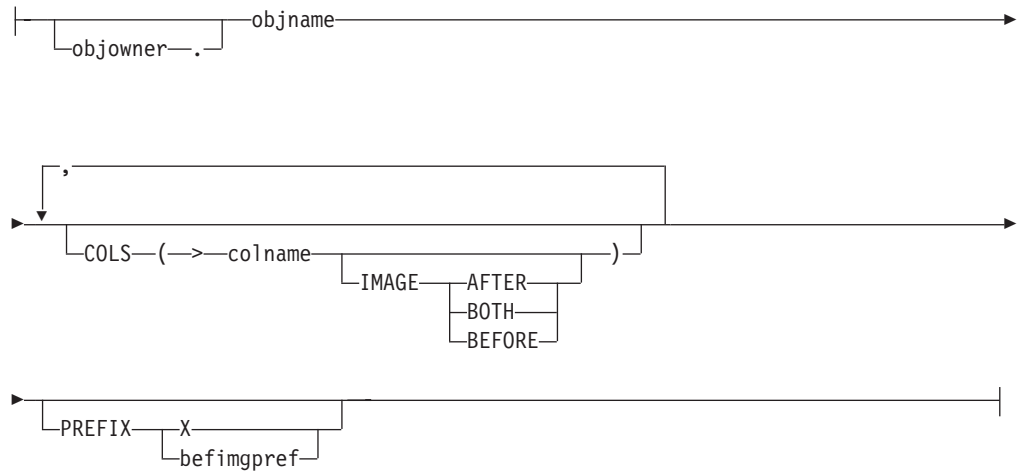 objname
objowner .
,
COLS ( > colname )
IMAGE AFTER
BOTH
BEFORE
PREFIX X
befimgpref